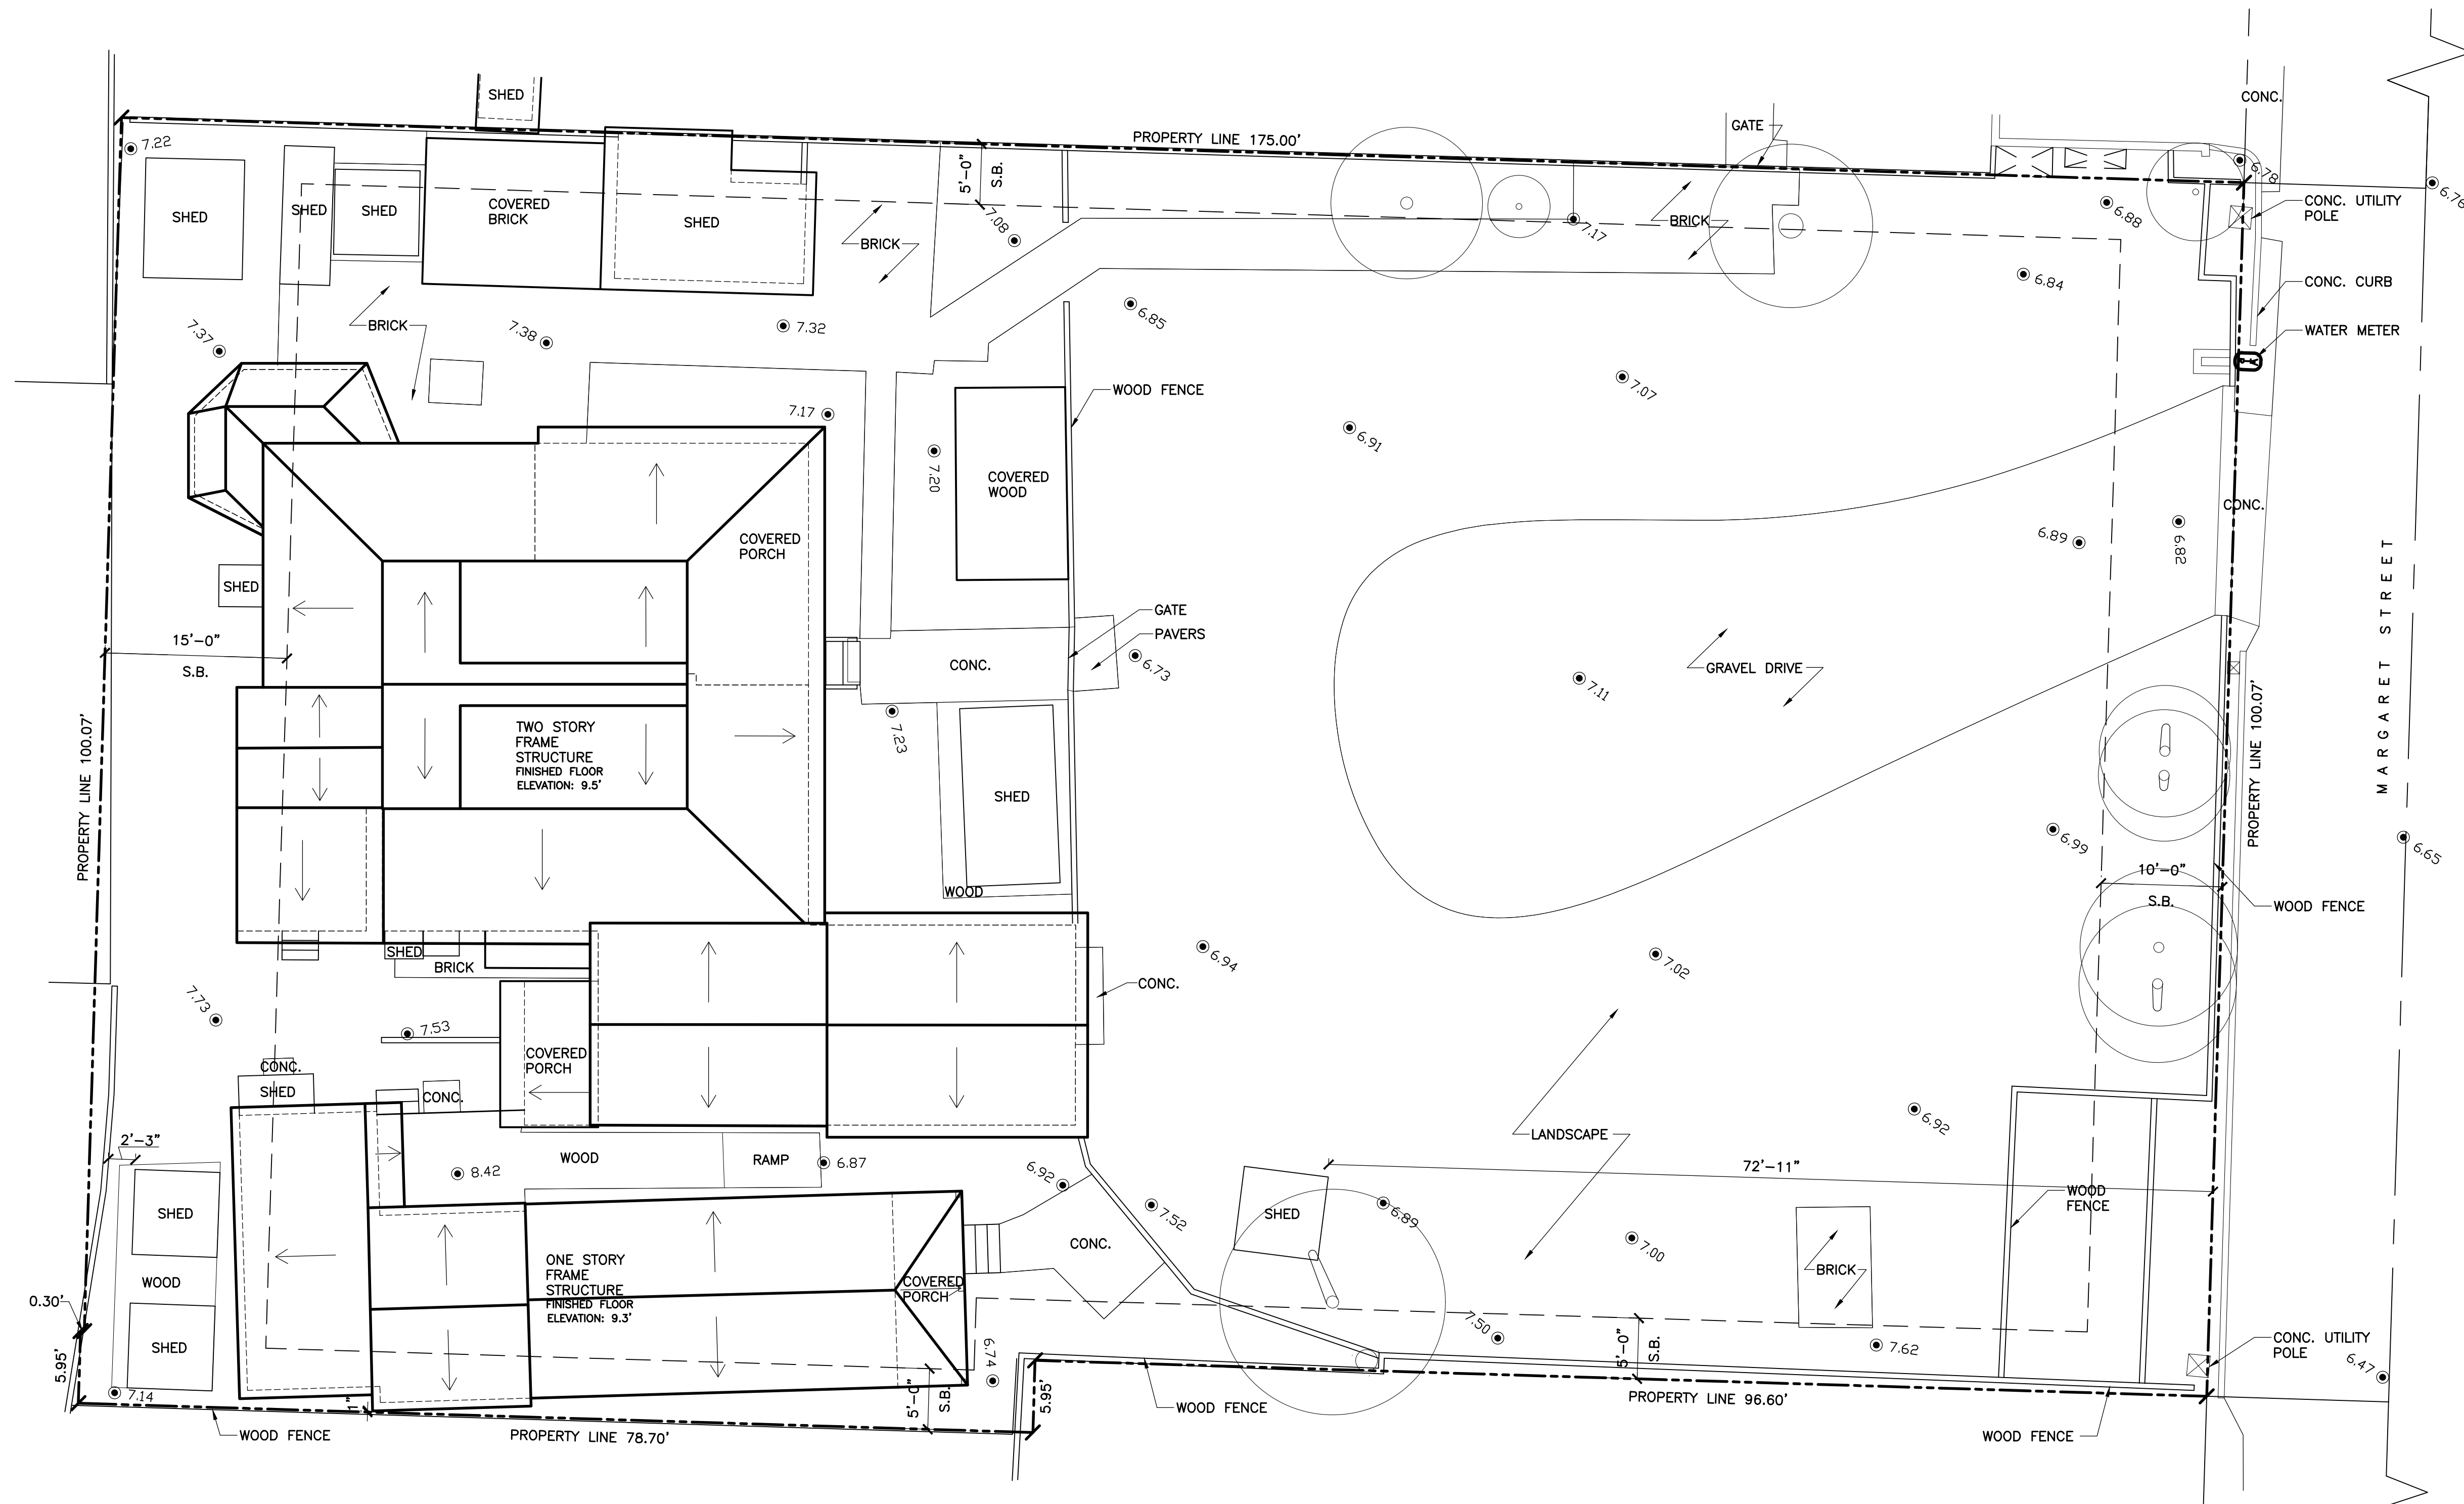 SHED
PROPERTY LINE 175.00'
GATE
CONC.
7.22
SHED
SHED
SHED
COVERED
BRICK
SHED
5'-0"
S.B.
7.08
BRICK
7.17
BRICK
6.88
6.78
6.76
CONC. UTILITY
POLE
6.84
CONC. CURB
WATER METER
7.37
BRICK
7.38
7.32
6.85
7.07
WOOD FENCE
7.17
6.91
7.20
COVERED
WOOD
COVERED
PORCH
CONC.
6.89
6.82
MARGARET STREET
SHED
15'-0"
S.B.
GATE
PAVERS
CONC.
6.73
GRAVEL DRIVE
7.11
PROPERTY LINE 100.07'
TWO STORY
FRAME
STRUCTURE
FINISHED FLOOR
ELEVATION: 9.5'
7.23
SHED
WOOD
PROPERTY LINE 100.07'
6.99
6.65
10'-0"
S.B.
WOOD FENCE
SHED
BRICK
6.94
7.02
CONC.
7.73
7.53
COVERED
PORCH
CONC.
SHED
CONC.
6.92
LANDSCAPE
2'-3"
8.42
WOOD
RAMP
6.87
6.92
72'-11"
SHED
7.52
SHED
6.89
WOOD
FENCE
CONC.
7.00
WOOD
ONE STORY
FRAME
STRUCTURE
FINISHED FLOOR
ELEVATION: 9.3'
COVERED
PORCH
BRICK
0.30'
SHED
5.95'
7.14
1"
5'-0"
S.B.
6.74
5.95'
7.50
5'-0"
S.B.
7.62
CONC. UTILITY
POLE
6.47
WOOD FENCE
PROPERTY LINE 78.70'
WOOD FENCE
PROPERTY LINE 96.60'
WOOD FENCE